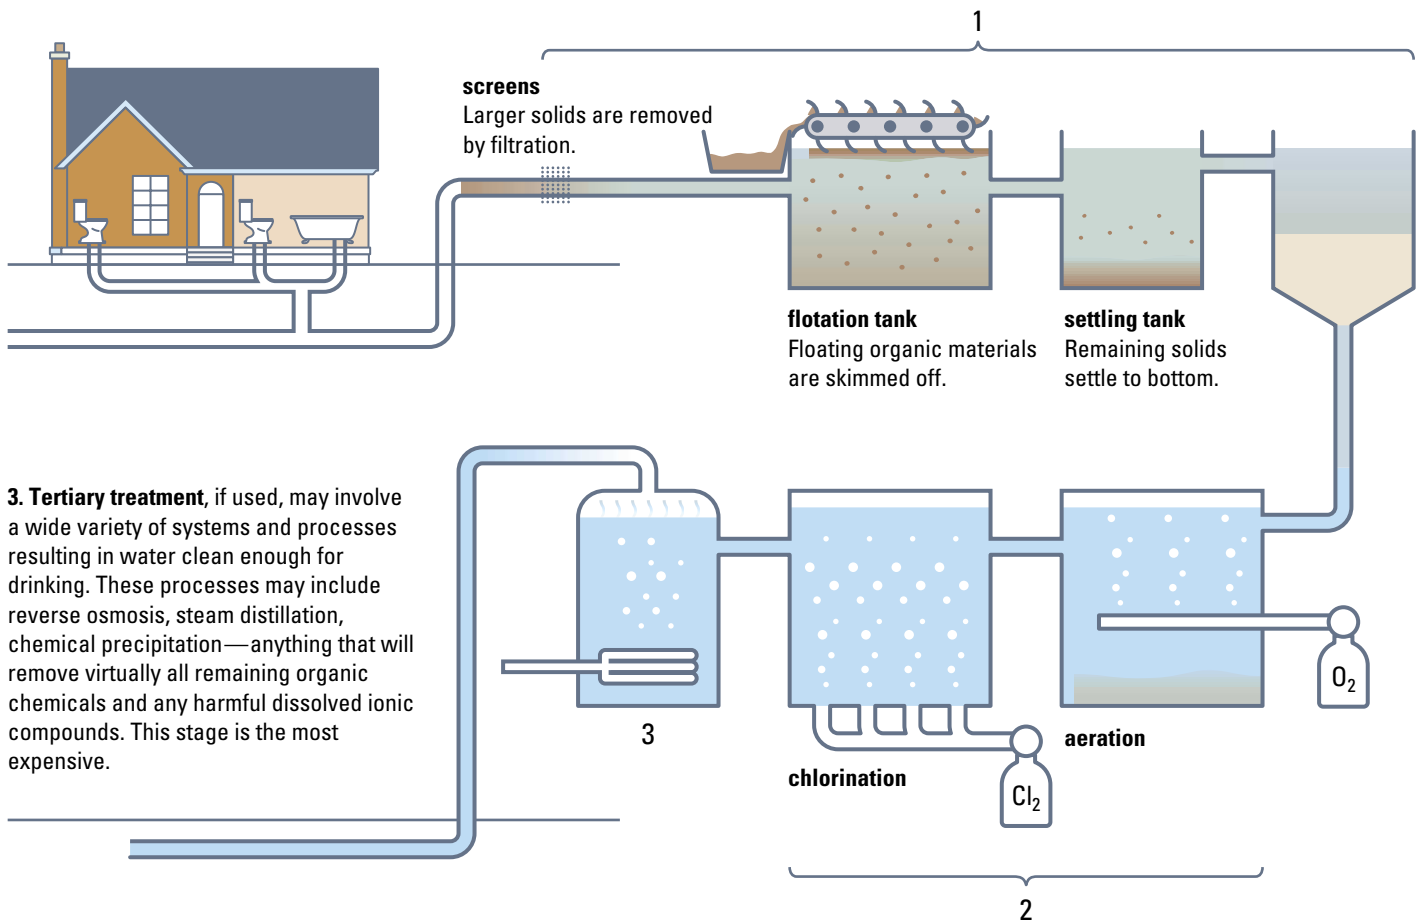 1
screens
Larger solids are removed
by filtration.
flotation tank
Floating organic materials
are skimmed off.
settling tank
Remaining solids
settle to bottom.
3. Tertiary treatment, if used, may involve
a wide variety of systems and processes
resulting in water clean enough for
drinking. These processes may include
reverse osmosis, steam distillation,
chemical precipitation—anything that will
remove virtually all remaining organic
chemicals and any harmful dissolved ionic
compounds. This stage is the most
expensive.
3
chlorination
Cl₂
aeration
O₂
2